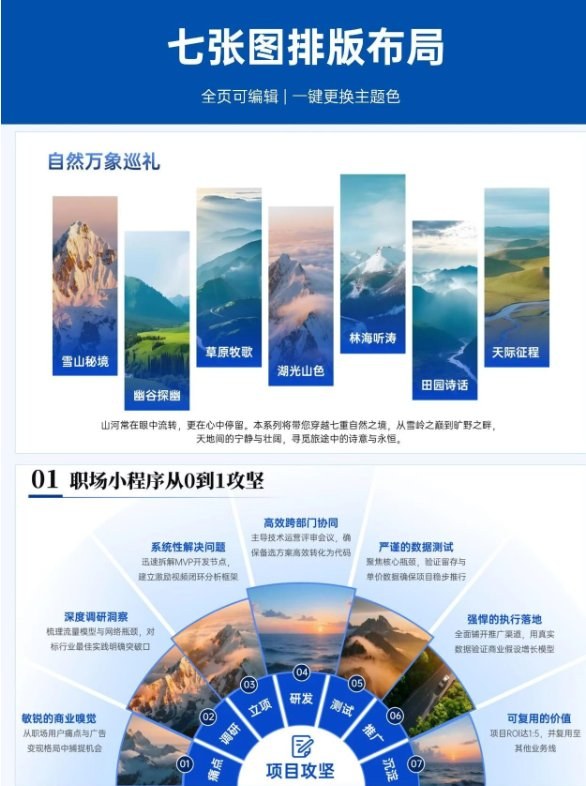 七张图排版布局
全页可编辑 | 一键更换主题色
自然万象巡礼
雪山秘境
幽谷探幽
草原牧歌
湖光山色
林海听涛
田园诗话
天际征程
山河常在眼中流转，更在心中停留。本系列将带您穿越七重自然之境，从雪岭之巅到旷野之畔，
天地间的宁静与壮阔，寻觅旅途中的诗意与永恒。
01 职场小程序从0到1攻坚
敏锐的商业嗅觉
从职场用户痛点与广告
变现格局中捕捉机会
深度调研洞察
梳理流量模型与网络瓶颈，对
标行业最佳实践明确突破口
系统性解决问题
迅速拆解MVP开发节点，
建立激励视频闭环分析框架
高效跨部门协同
主导技术运营评审会议，确
保备选方案高效转化为代码
严谨的数据测试
聚焦核心瓶颈，验证留存与
单价数据确保项目稳步推行
强悍的执行落地
全面铺开推广渠道，用真实
数据验证商业假设增长模型
可复用的价值
项目ROI达1:5，并复用至
其他业务线
01
痛点
02
调研
03
立项
04
研发
05
测试
06
推广
07
沉淀
项目攻坚